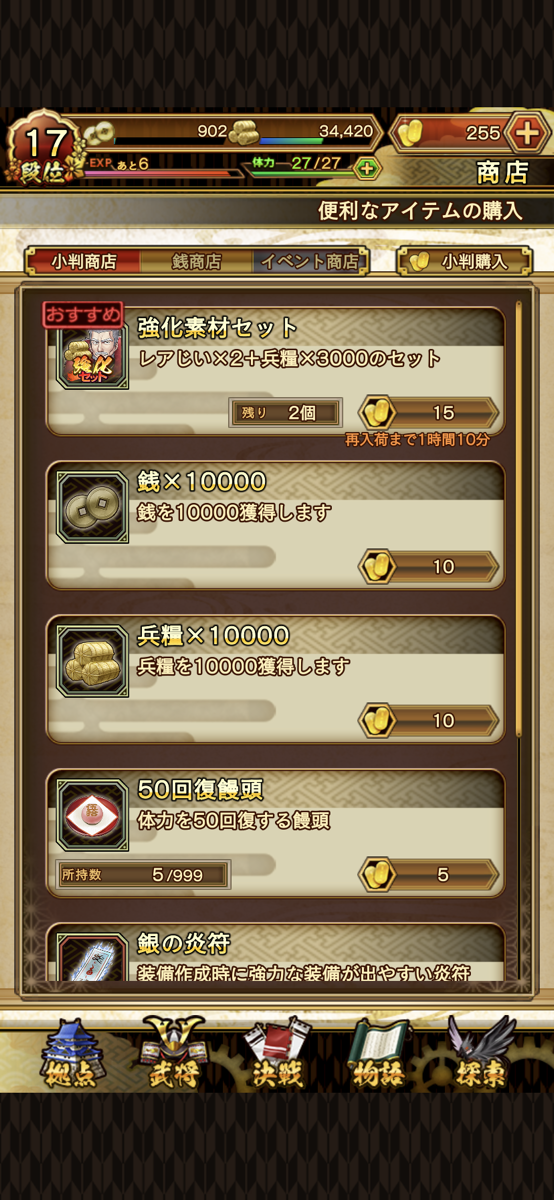 17
段位
902
34,420
255
EXP あと6
体力 27/27
商店
便利なアイテムの購入
小判商店
銭商店
イベント商店
小判購入
おすすめ
強化素材セット
レアじい×2＋兵糧×3000のセット
強化
セット
残り 2個
15
再入荷まで1時間10分
銭×10000
銭を10000獲得します
10
兵糧×10000
兵糧を10000獲得します
10
50回復饅頭
体力を50回復する饅頭
所持数 5/999
5
銀の炎符
装備作成時に強力な装備が出やすい炎符
拠点
武将
決戦
物語
探索